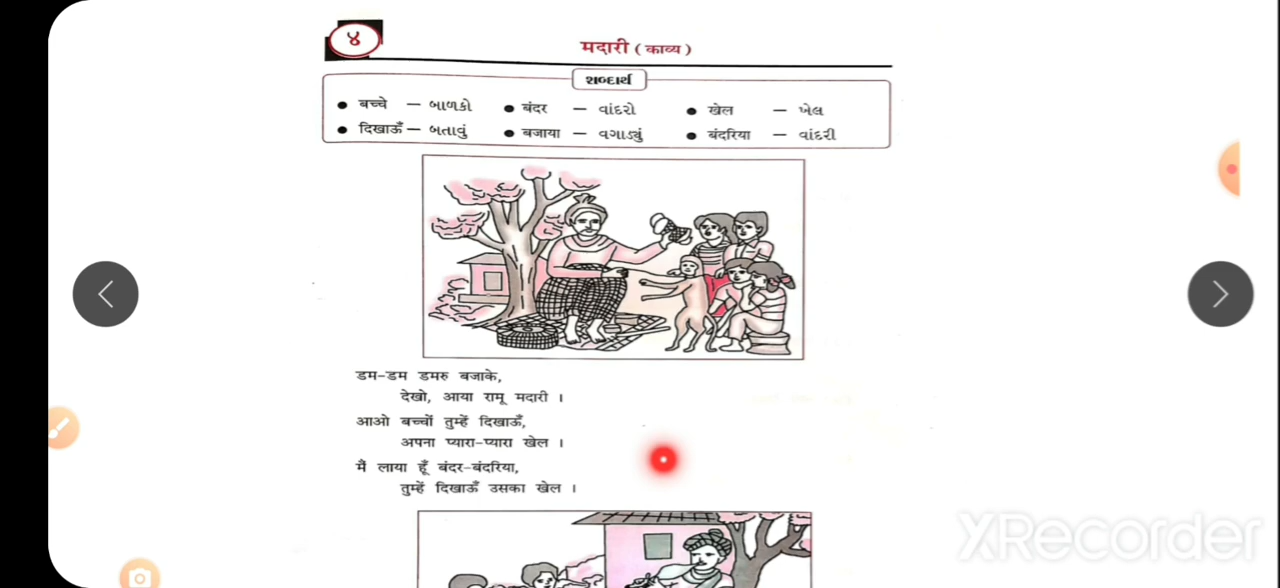 ४
मदारी ( काव्य )
શબ્દાર્થ
● बच्चे – બાળકો ● बंदर – વાંદરો ● खेल – ખેલ
● दिखाऊँ – બતાવું ● बजाया – વગાડ્યું ● बंदरिया – વાંદરી
डम-डम डमरु बजाके,
देखो, आया रामू मदारी ।
आओ बच्चों तुम्हें दिखाऊँ,
अपना प्यारा-प्यारा खेल ।
मैं लाया हूँ बंदर-बंदरिया,
तुम्हें दिखाऊँ उसका खेल ।
XRecorder